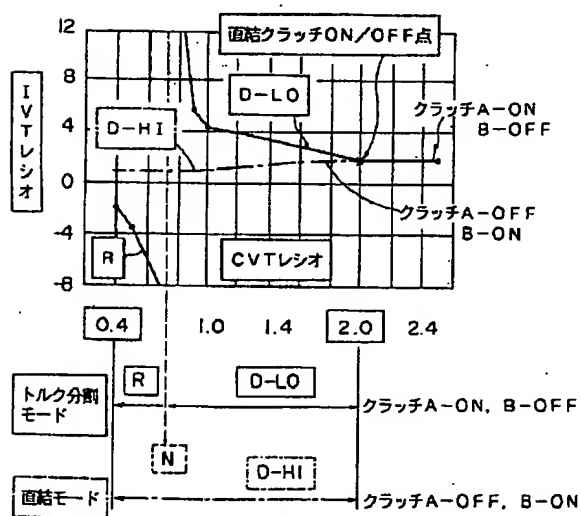 12
直結クラッチON/OFF点
8
D-LO
IVTレシオ
D-HI
クラッチA-ON
B-OFF
4
0
クラッチA-OFF
B-ON
-4
R
CVTレシオ
-8
0.4 1.0 1.4 2.0 2.4
トルク分割
モード
R
D-LO
クラッチA-ON, B-OFF
N
D-HI
直結モード
クラッチA-OFF, B-ON